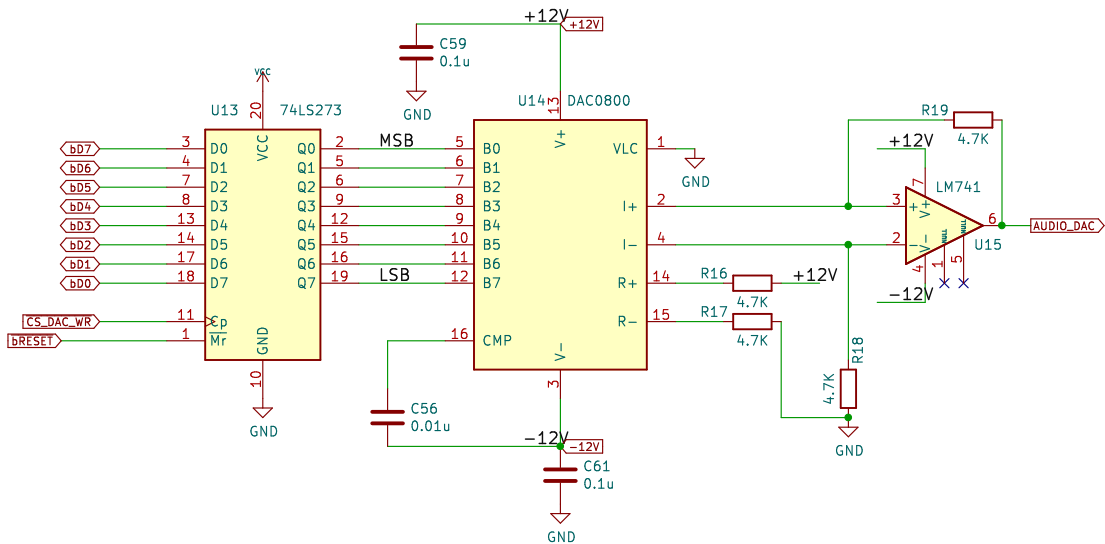 +12V +12V
C59
0.1u
GND
VCC
U13 74LS273
20
VCC
bD7 3 D0 Q0 2 MSB
bD6 4 D1 Q1 5
bD5 7 D2 Q2 6
bD4 8 D3 Q3 9
bD3 13 D4 Q4 12
bD2 14 D5 Q5 15
bD1 17 D6 Q6 16
bD0 18 D7 Q7 19 LSB
CS_DAC_WR 11 Cp
bRESET 1 Mr
GND
10
GND
U14 DAC0800
13
V+
5 B0 VLC 1
6 B1
7 B2
8 B3 I+ 2
9 B4
10 B5 I- 4
11 B6
12 B7 R+ 14
R- 15
16 CMP
V-
3
GND
R16
4.7K
+12V
R17
4.7K
C56
0.01u
-12V -12V
C61
0.1u
GND
R19
4.7K
+12V
7
LM741
3 + V+
6 AUDIO_DAC
2 - V-
NULL NULL
U15
4 1 5
-12V
R18
4.7K
GND